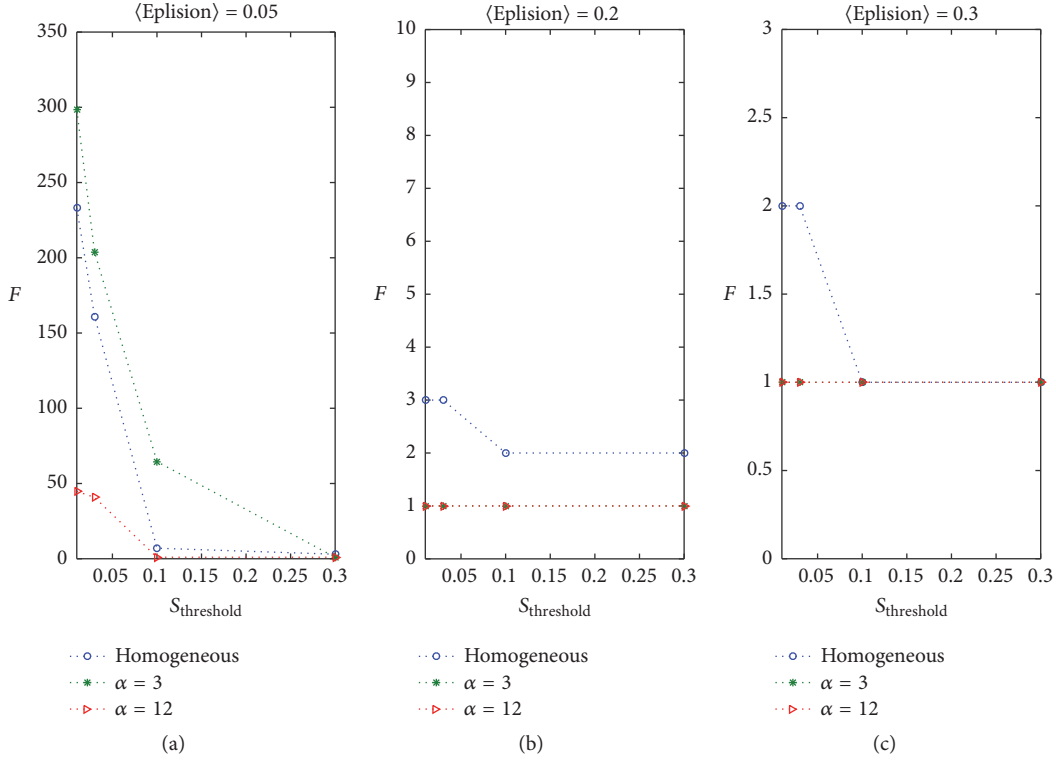 ⟨Eplision⟩ = 0.05
350
300
250
200
150
100
50
0
F
0.05
0.1
0.15
0.2
0.25
0.3
S_threshold
Homogeneous
α = 3
α = 12
(a)
⟨Eplision⟩ = 0.2
10
9
8
7
6
5
4
3
2
1
0
F
0.05
0.1
0.15
0.2
0.25
0.3
S_threshold
Homogeneous
α = 3
α = 12
(b)
⟨Eplision⟩ = 0.3
3
2.5
2
1.5
1
0.5
0
F
0.05
0.1
0.15
0.2
0.25
0.3
S_threshold
Homogeneous
α = 3
α = 12
(c)